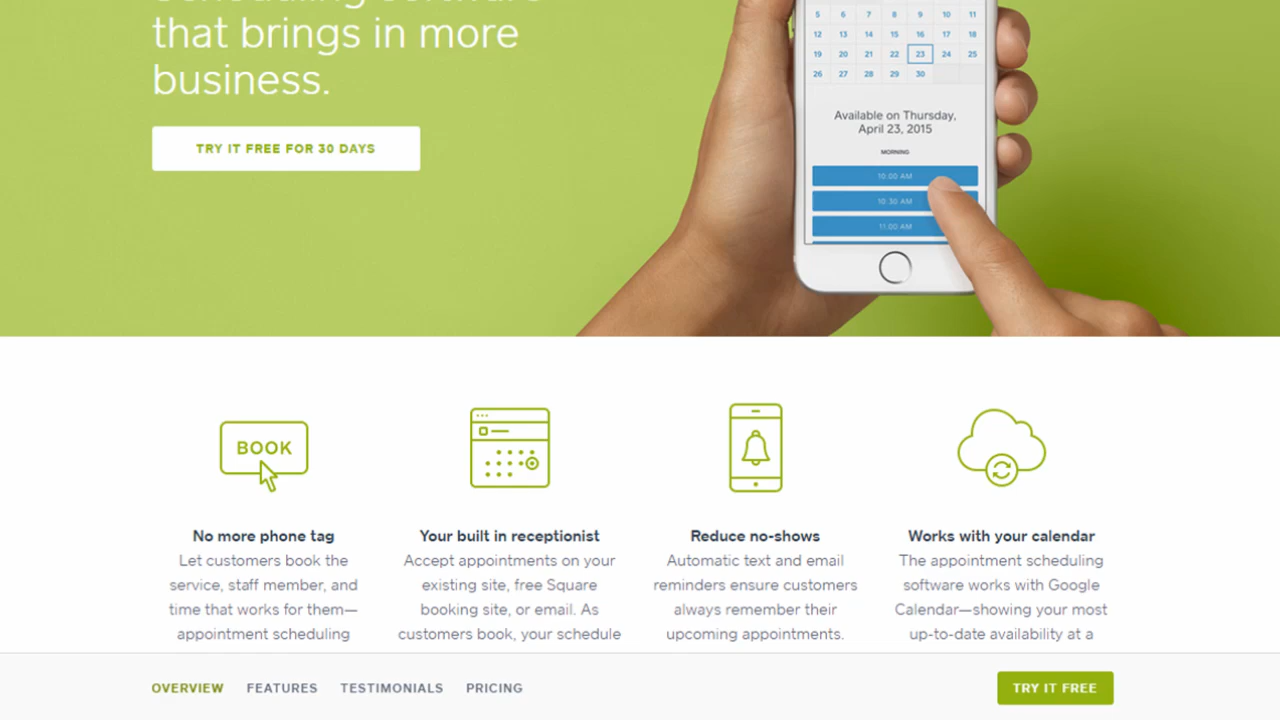 Scheduling software
that brings in more
business.
TRY IT FREE FOR 30 DAYS
5 6 7 8 9 10 11
12 13 14 15 16 17 18
19 20 21 22 23 24 25
26 27 28 29 30
Available on Thursday,
April 23, 2015
MORNING
10:00 AM
10:30 AM
11:00 AM
BOOK
No more phone tag
Let customers book the
service, staff member, and
time that works for them—
appointment scheduling
Your built in receptionist
Accept appointments on your
existing site, free Square
booking site, or email. As
customers book, your schedule
Reduce no-shows
Automatic text and email
reminders ensure customers
always remember their
upcoming appointments.
Works with your calendar
The appointment scheduling
software works with Google
Calendar—showing your most
up-to-date availability at a
OVERVIEW FEATURES TESTIMONIALS PRICING
TRY IT FREE